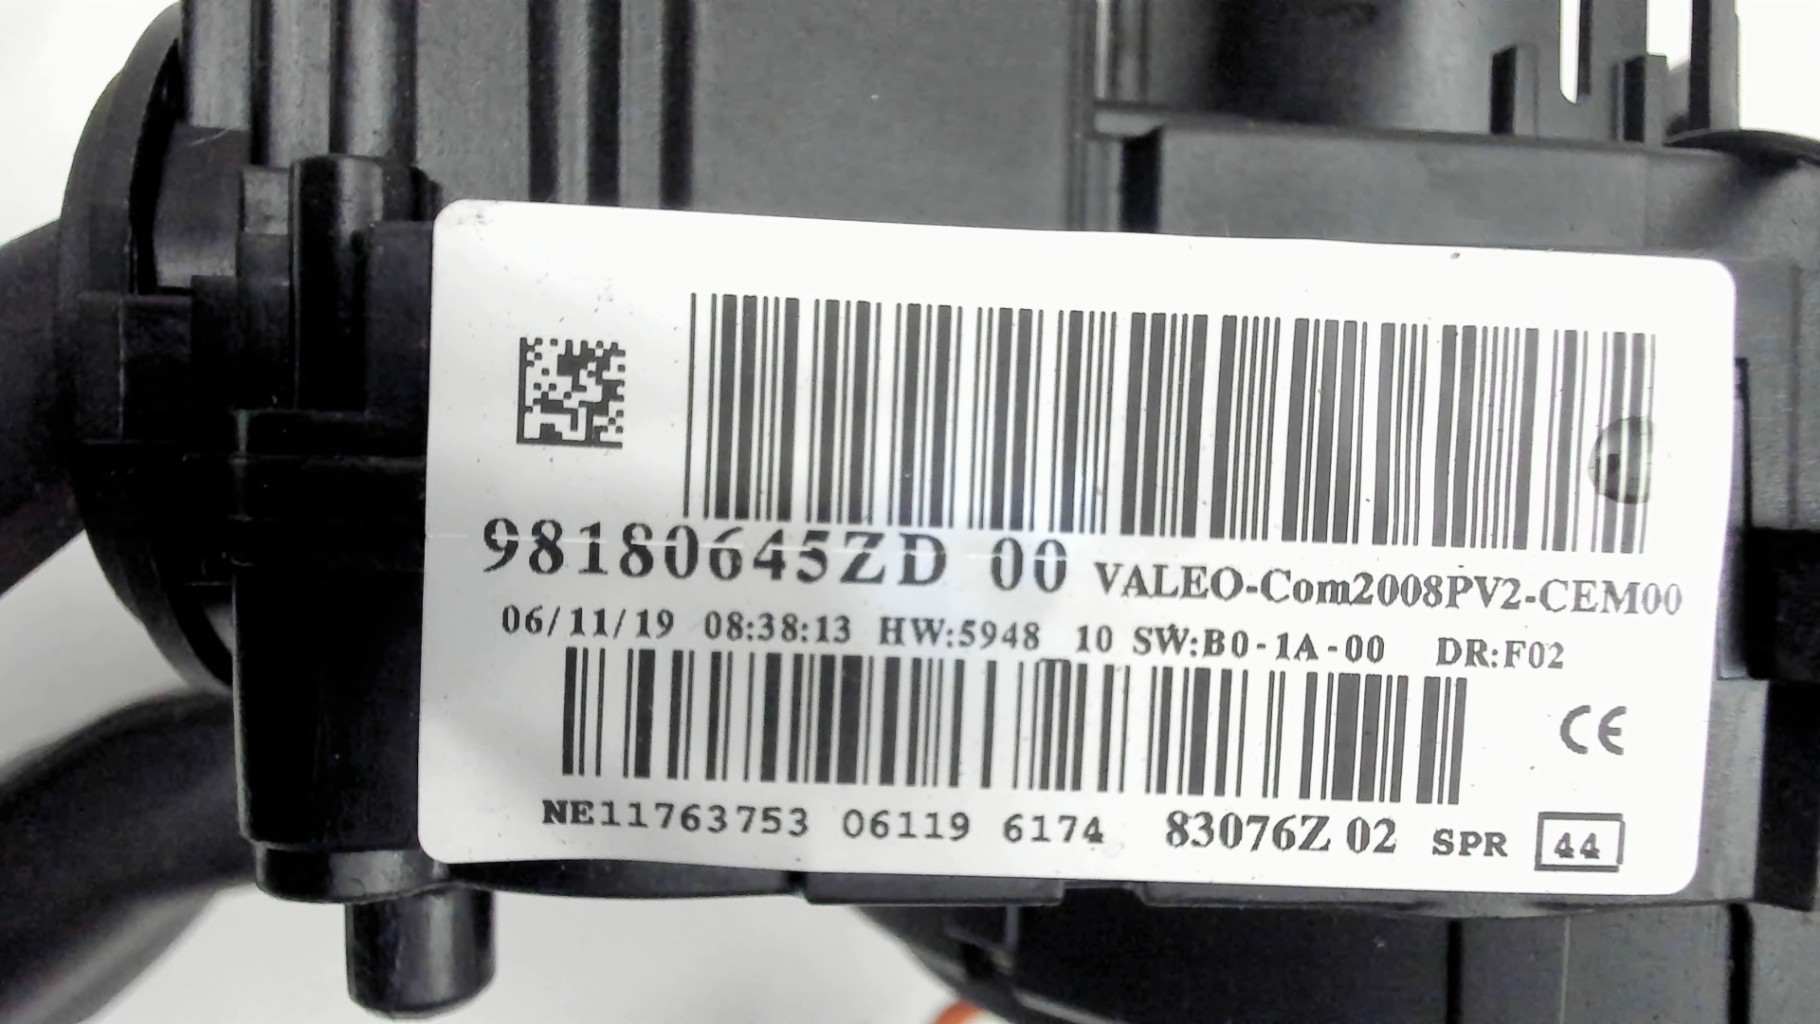 98180645ZD 00 VALEO-Com2008PV2-CEM00
06/11/19 08:38:13 HW:5948 10 SW:B0-1A-00 DR:F02
CE
NE11763753 06119 6174 83076Z 02 SPR 44